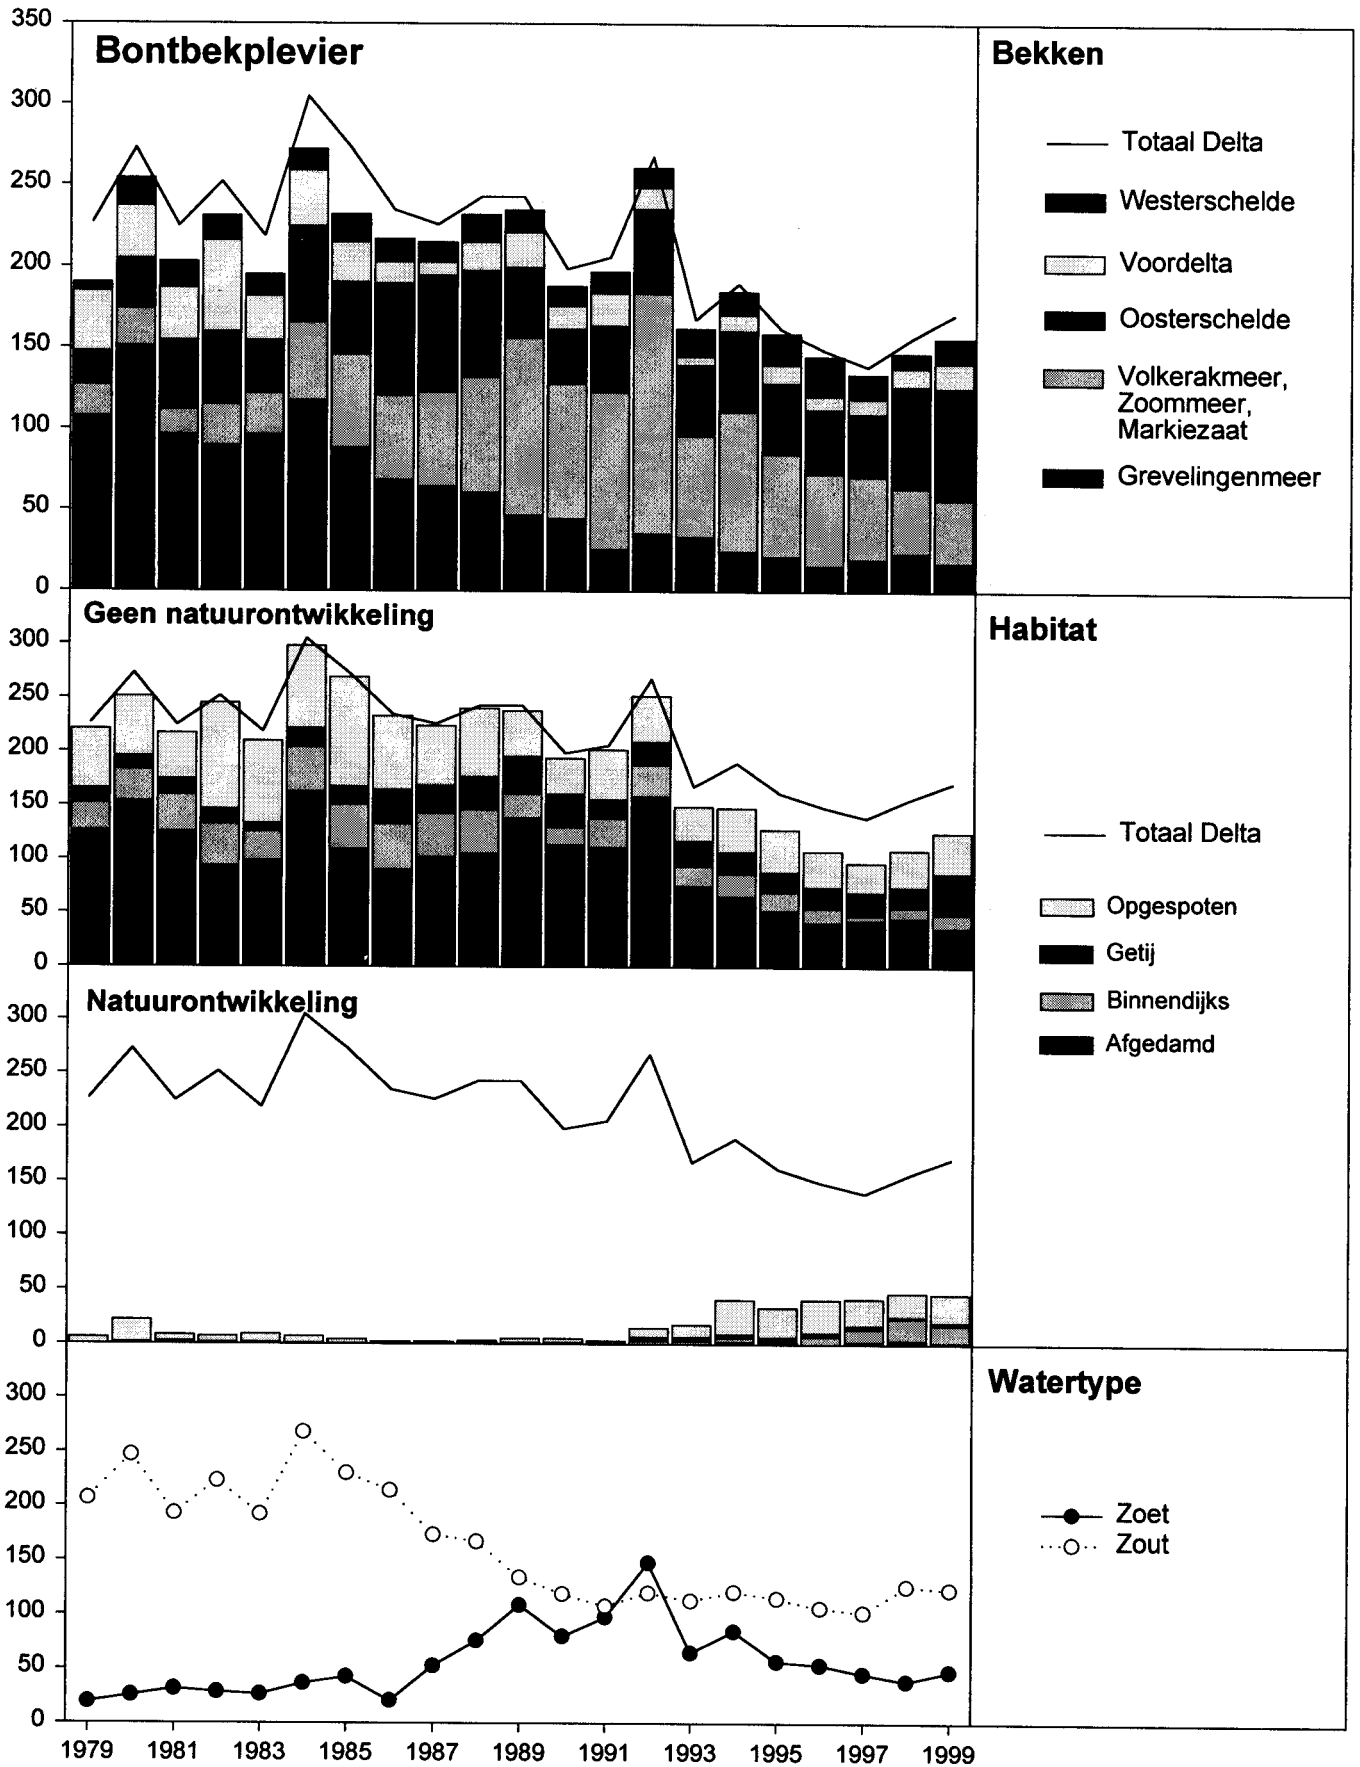 350
300
250
200
150
100
50
0
Bontbekplevier
Bekken
Totaal Delta
Westerschelde
Voordelta
Oosterschelde
Volkerakmeer,
Zoommeer,
Markiezaat
Grevelingenmeer
Geen natuurontwikkeling
300
250
200
150
100
50
0
Habitat
Totaal Delta
Opgespoten
Getij
Binnendijks
Afgedamd
Natuurontwikkeling
300
250
200
150
100
50
0
Watertype
300
250
200
150
100
50
0
Zoet
Zout
1979 1981 1983 1985 1987 1989 1991 1993 1995 1997 1999